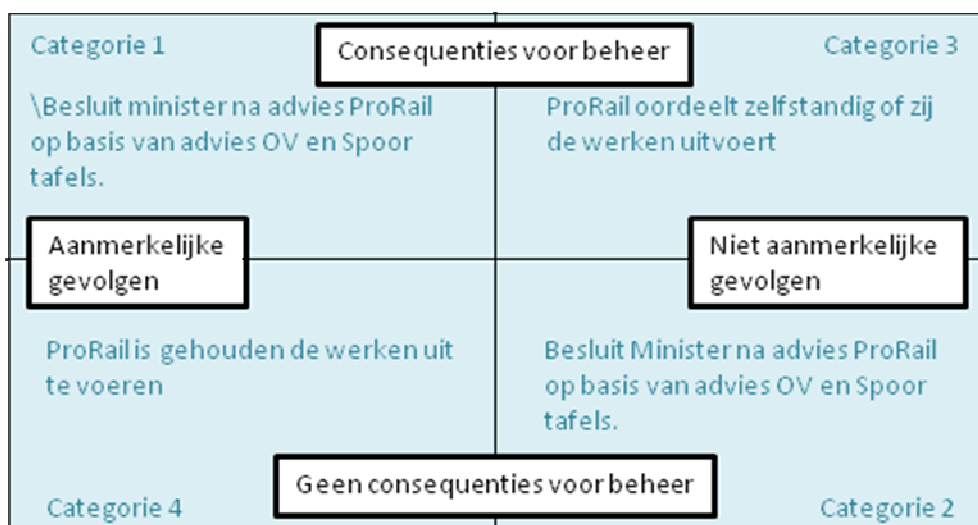 Categorie 1
Consequenties voor beheer
Categorie 3
\Besluit minister na advies ProRail
op basis van advies OV en Spoor
tafels.
ProRail oordeelt zelfstandig of zij
de werken uitvoert
Aanmerkelijke
gevolgen
Niet aanmerkelijke
gevolgen
ProRail is gehouden de werken uit
te voeren
Besluit Minister na advies ProRail
op basis van advies OV en Spoor
tafels.
Geen consequenties voor beheer
Categorie 4
Categorie 2